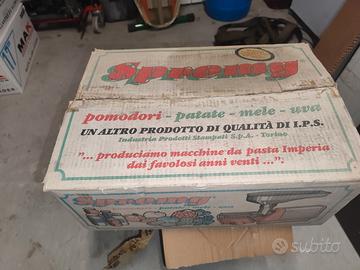 Spremy
pomodori - patate - mele - uva
UN ALTRO PRODOTTO DI QUALITÀ DI I.P.S.
Industria Prodotti Stampati S.p.A. - Torino
"... produciamo macchine da pasta Imperia
dai favolosi anni venti ...".
Spremy
subito